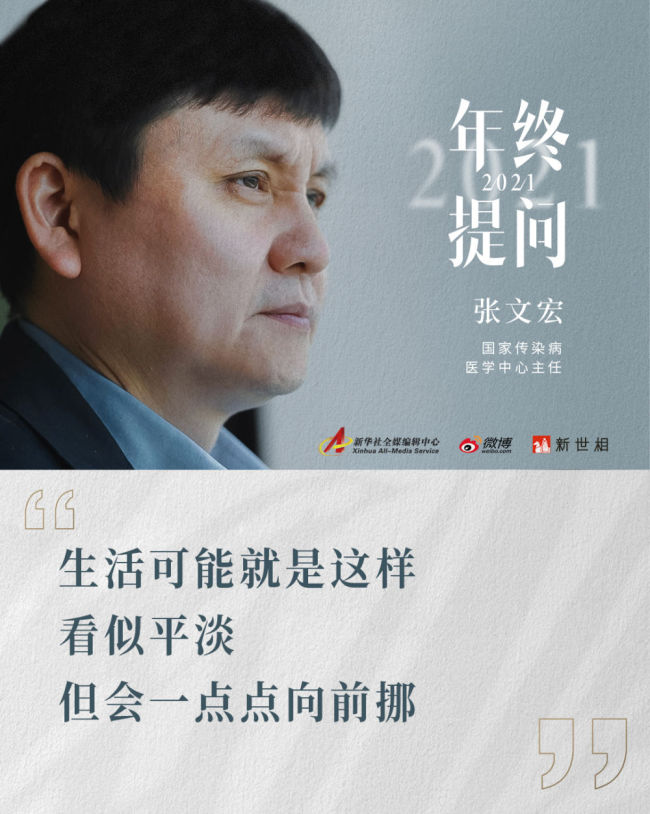 年终
2021
2021
提问
张文宏
国家传染病
医学中心主任
新华社全媒编辑中心
Xinhua All-Media Service
微博
weibo.com
新世相
生活可能就是这样
看似平淡
但会一点点向前挪